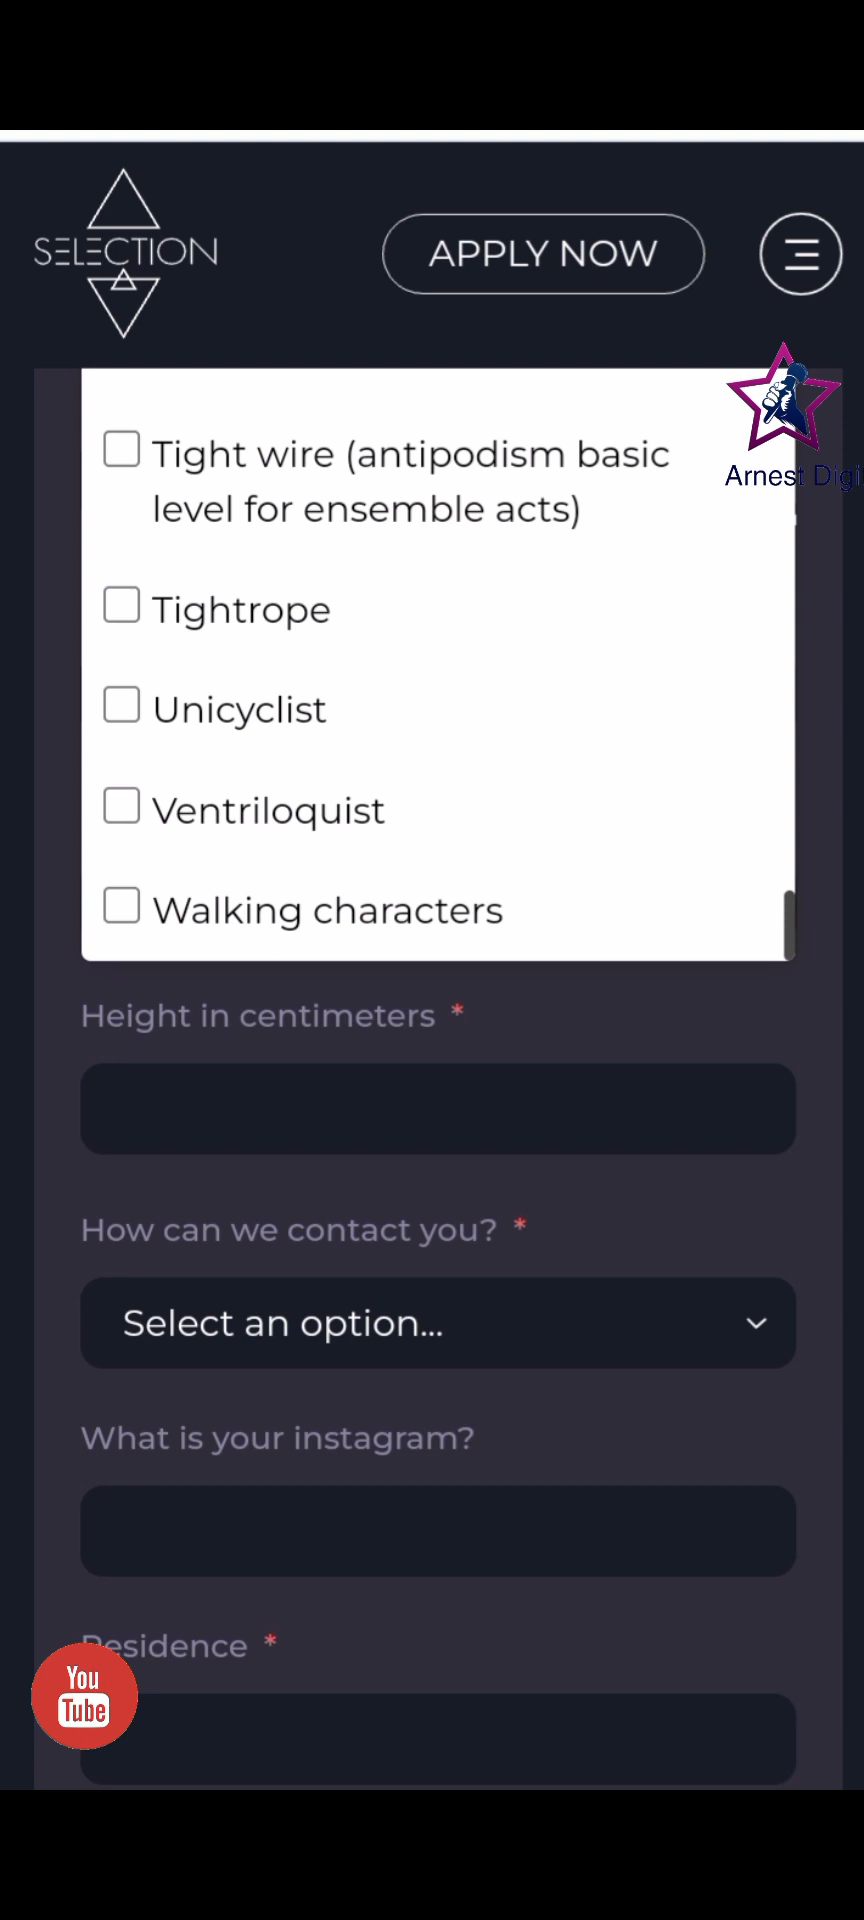 SELECTION
APPLY NOW
Arnest Digi
Tight wire (antipodism basic
level for ensemble acts)
Tightrope
Unicyclist
Ventriloquist
Walking characters
Height in centimeters *
How can we contact you? *
Select an option...
What is your instagram?
Residence *
You
Tube